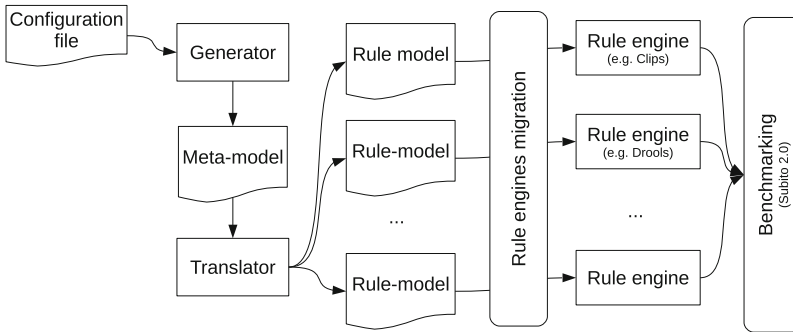 Configuration
file
Generator
Meta-model
Translator
Rule model
Rule-model
...
Rule-model
Rule engines migration
Rule engine
(e.g. Clips)
Rule engine
(e.g. Drools)
...
Rule engine
Benchmarking
(Subito 2.0)